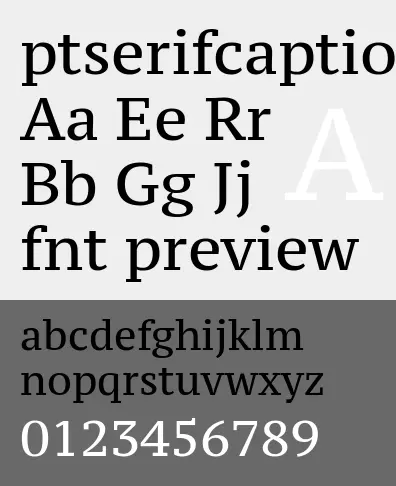 ptserifcaptio
Aa Ee Rr
Bb Gg Jj
A
fnt preview
abcdefghijklm
nopqrstuvwxyz
0123456789